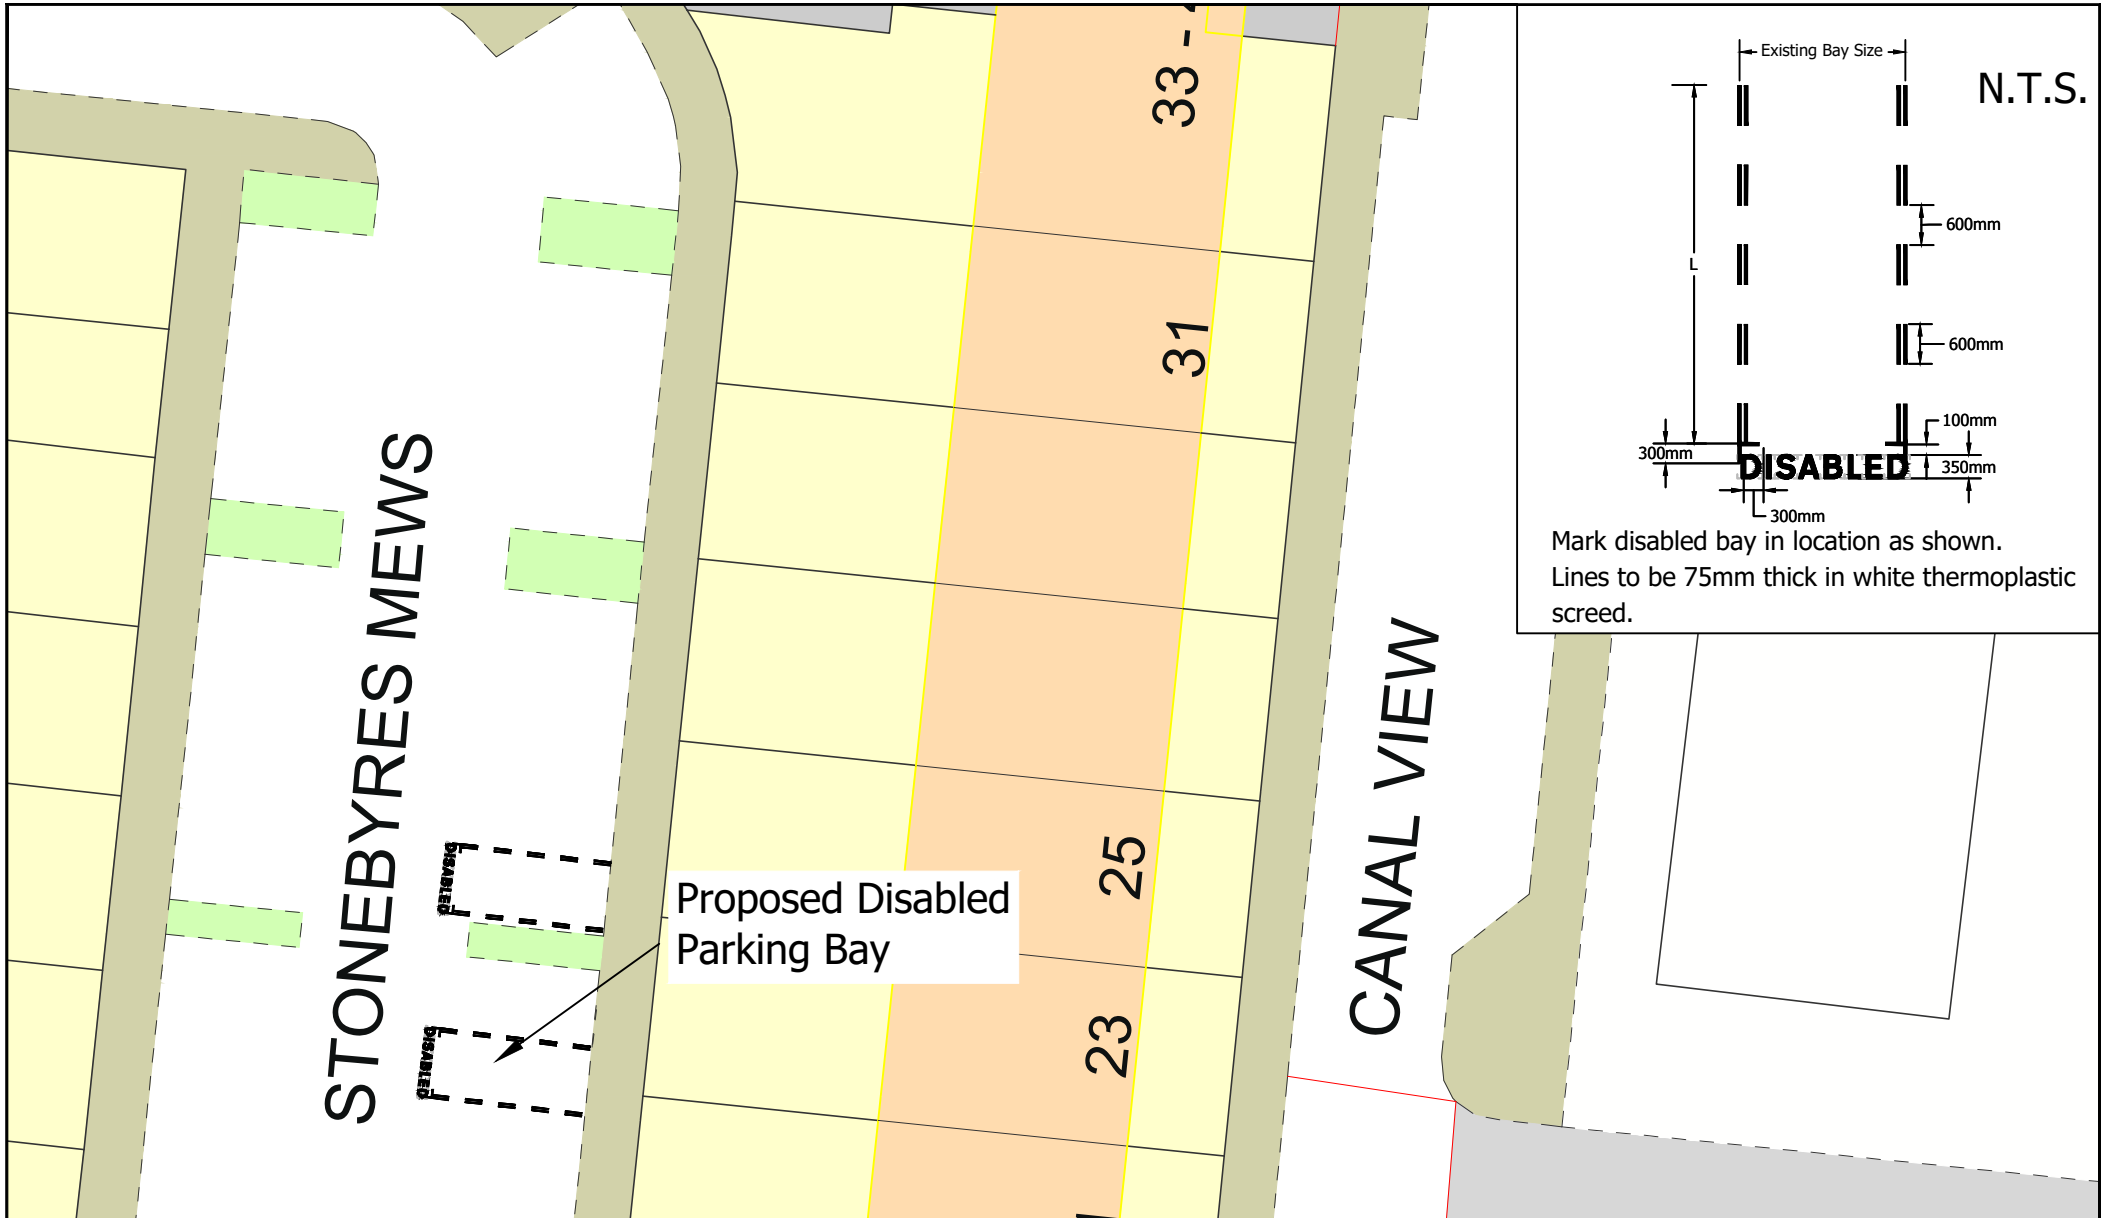 Existing Bay Size
N.T.S.
L
600mm
600mm
100mm
300mm
350mm
DISABLED
300mm
Mark disabled bay in location as shown.
Lines to be 75mm thick in white thermoplastic
screed.
33 -
31
25
23
STONEBYRES MEWS
CANAL VIEW
DISABLED
Proposed Disabled
Parking Bay
DISABLED